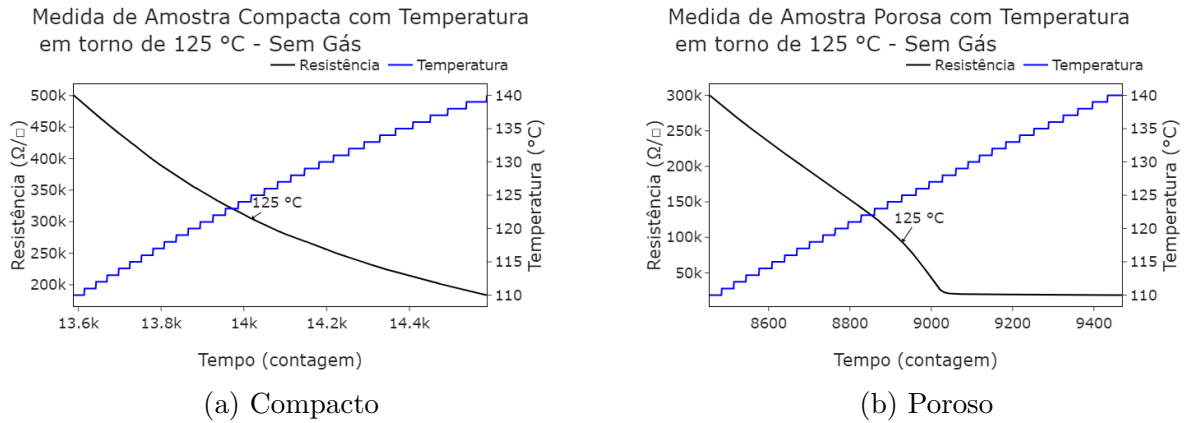 Medida de Amostra Compacta com Temperatura
em torno de 125 °C - Sem Gás
Resistência Temperatura
500k
450k
400k
350k
300k
250k
200k
Resistência (Ω/□)
125 °C
140
135
130
125
120
115
110
Temperatura (°C)
13.6k 13.8k 14k 14.2k 14.4k
Tempo (contagem)
(a) Compacto
Medida de Amostra Porosa com Temperatura
em torno de 125 °C - Sem Gás
Resistência Temperatura
300k
250k
200k
150k
100k
50k
Resistência (Ω/□)
125 °C
140
135
130
125
120
115
110
Temperatura (°C)
8600 8800 9000 9200 9400
Tempo (contagem)
(b) Poroso